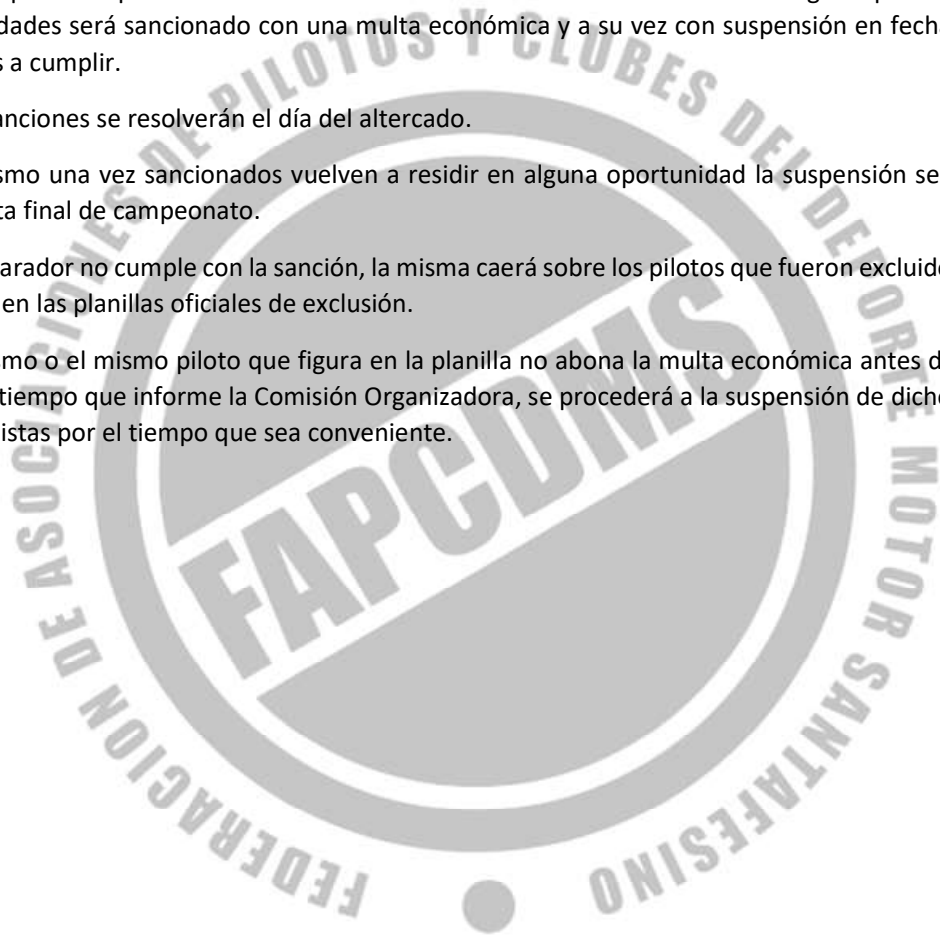 dades será sancionado con una multa económica y a su vez con suspensión en fecha
s a cumplir.
anciones se resolverán el día del altercado.
smo una vez sancionados vuelven a residir en alguna oportunidad la suspensión se
ta final de campeonato.
arador no cumple con la sanción, la misma caerá sobre los pilotos que fueron excluido
en las planillas oficiales de exclusión.
smo o el mismo piloto que figura en la planilla no abona la multa económica antes d
tiempo que informe la Comisión Organizadora, se procederá a la suspensión de dicho
istas por el tiempo que sea conveniente.
FEDERACION DE ASOCIACIONES DE PILOTOS Y CLUBES DEL DEPORTE MOTOR SANTAFESINO
FAPCDMS